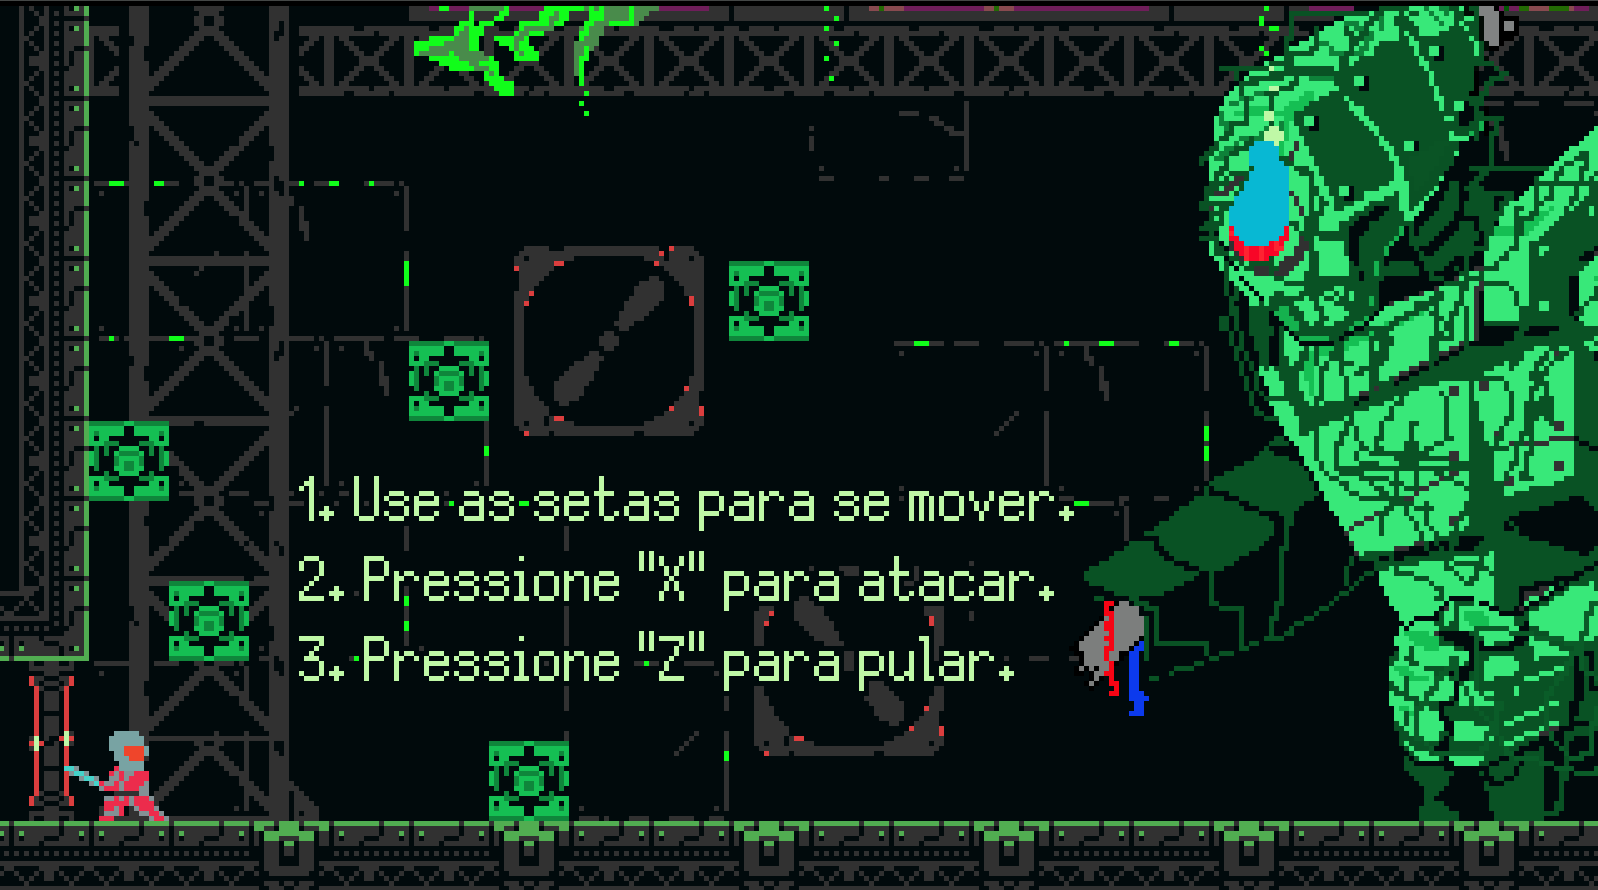 1. Use as setas para se mover.
2. Pressione "X" para atacar.
3. Pressione "Z" para pular.